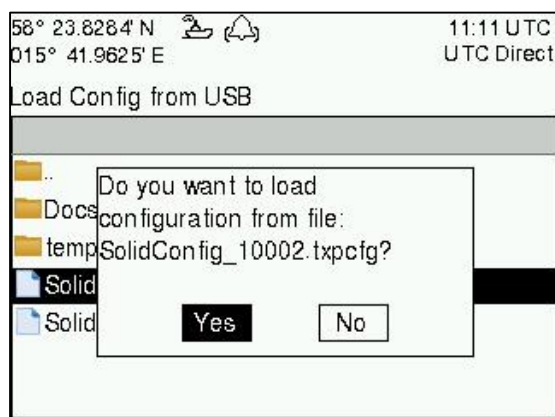 58° 23.8284' N
11:11 UTC
015° 41.9625' E
UTC Direct
Load Config from USB
..
Docs
temp
Solid
Solid
Do you want to load
configuration from file:
SolidConfig_10002.txpcfg?
Yes
No